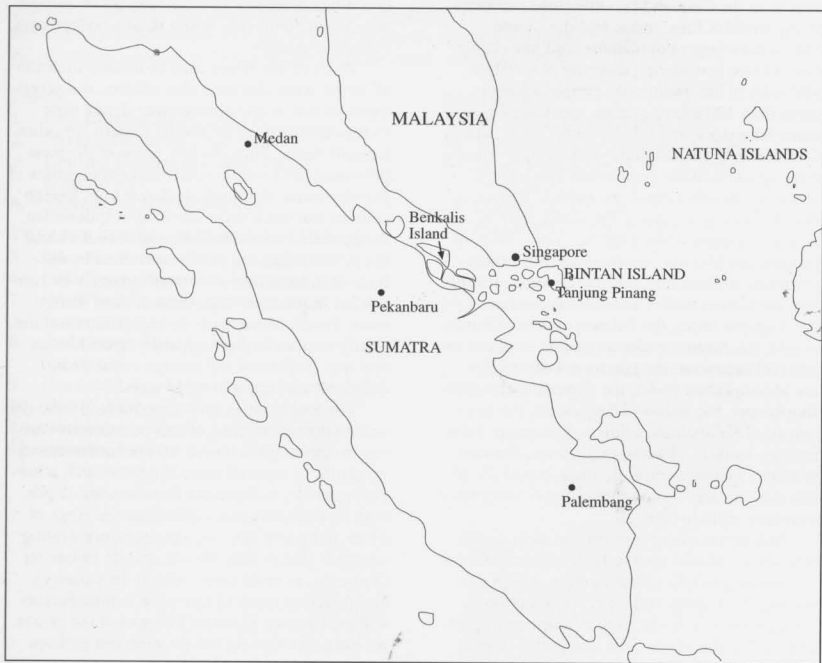 MALAYSIA
Medan
NATUNA ISLANDS
Benkalis
Island
Singapore
BINTAN ISLAND
Tanjung Pinang
Pekanbaru
SUMATRA
Palembang